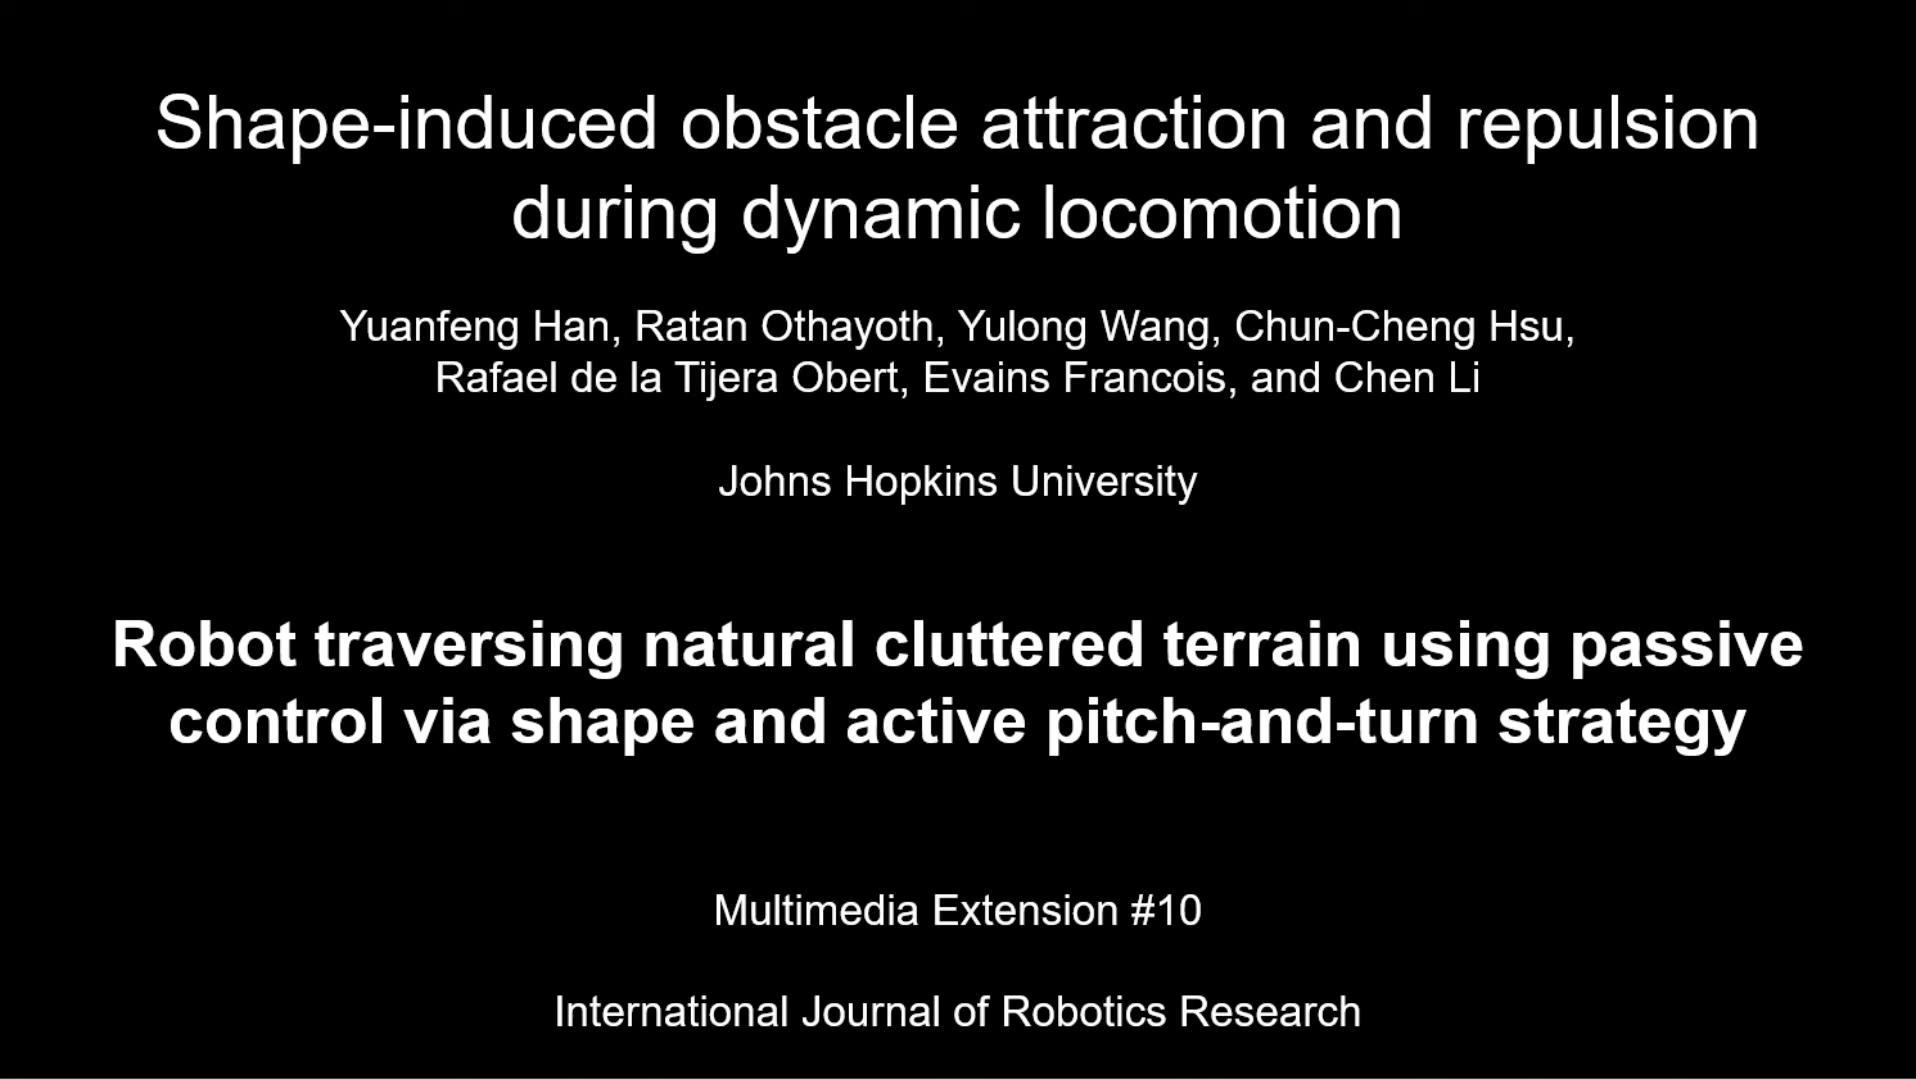 Shape-induced obstacle attraction and repulsion
during dynamic locomotion
Yuanfeng Han, Ratan Othayoth, Yulong Wang, Chun-Cheng Hsu,
Rafael de la Tijera Obert, Evains Francois, and Chen Li
Johns Hopkins University
Robot traversing natural cluttered terrain using passive
control via shape and active pitch-and-turn strategy
Multimedia Extension #10
International Journal of Robotics Research